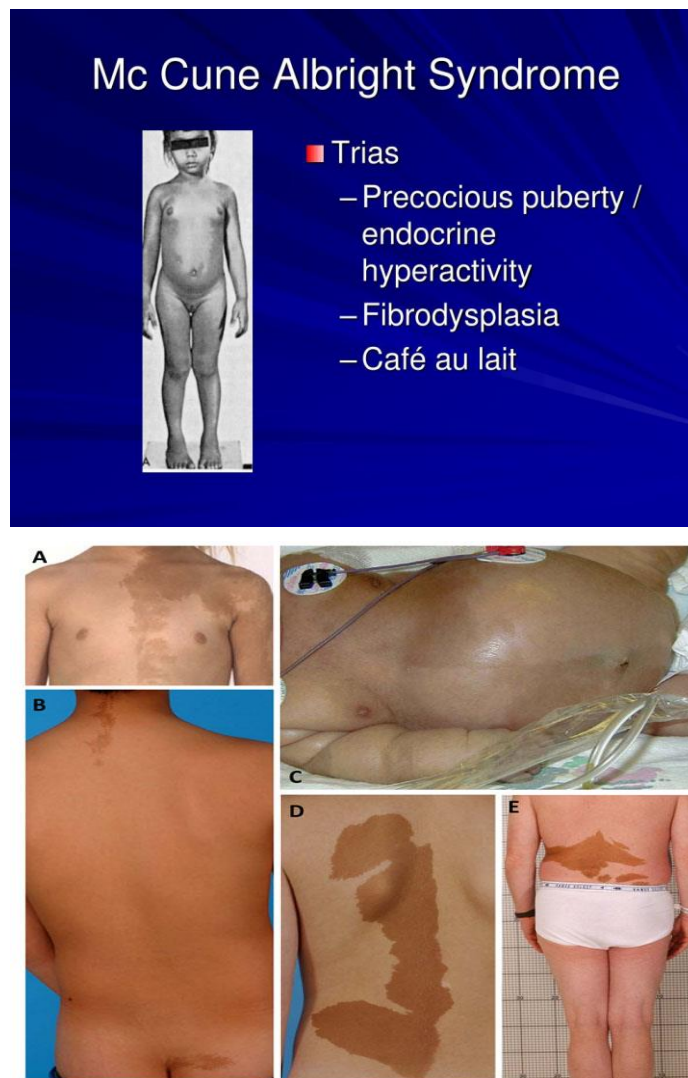 Mc Cune Albright Syndrome
Trias
–Precocious puberty /
endocrine
hyperactivity
–Fibrodysplasia
–Café au lait
A
A
B
C
D
E